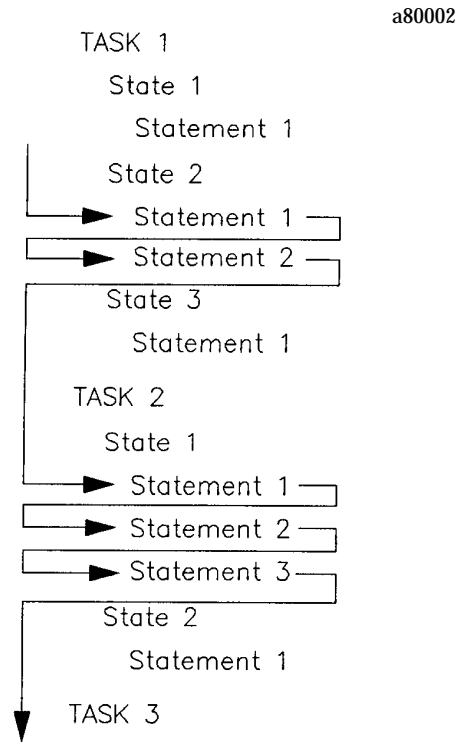 a80002
TASK 1
State 1
Statement 1
State 2
Statement 1
Statement 2
State 3
Statement 1
TASK 2
State 1
Statement 1
Statement 2
Statement 3
State 2
Statement 1
TASK 3